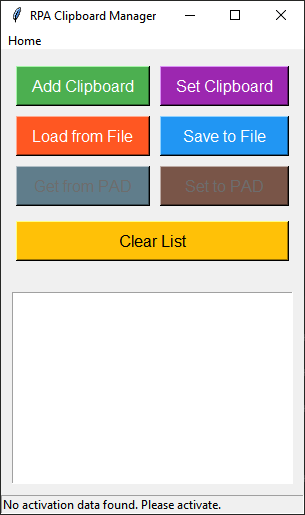 RPA Clipboard Manager
Home
Add Clipboard Set Clipboard
Load from File Save to File
Get from PAD Set to PAD
Clear List
No activation data found. Please activate.